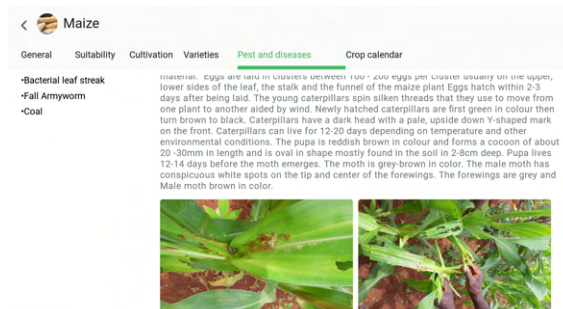 Maize
General Suitability Cultivation Varieties Pest and diseases Crop calendar
•Bacterial leaf streak
•Fall Armyworm
•Coal
material. Eggs are laid in clusters between 100 - 200 eggs per cluster usually on the upper,
lower sides of the leaf, the stalk and the funnel of the maize plant Eggs hatch within 2-3
days after being laid. The young caterpillars spin silken threads that they use to move from
one plant to another aided by wind. Newly hatched caterpillars are first green in colour then
turn brown to black. Caterpillars have a dark head with a pale, upside down Y-shaped mark
on the front. Caterpillars can live for 12-20 days depending on temperature and other
environmental conditions. The pupa is reddish brown in colour and forms a cocoon of about
20 -30mm in length and is oval in shape mostly found in the soil in 2-8cm deep. Pupa lives
12-14 days before the moth emerges. The moth is grey-brown in color. The male moth has
conspicuous white spots on the tip and center of the forewings. The forewings are grey and
Male moth brown in color.